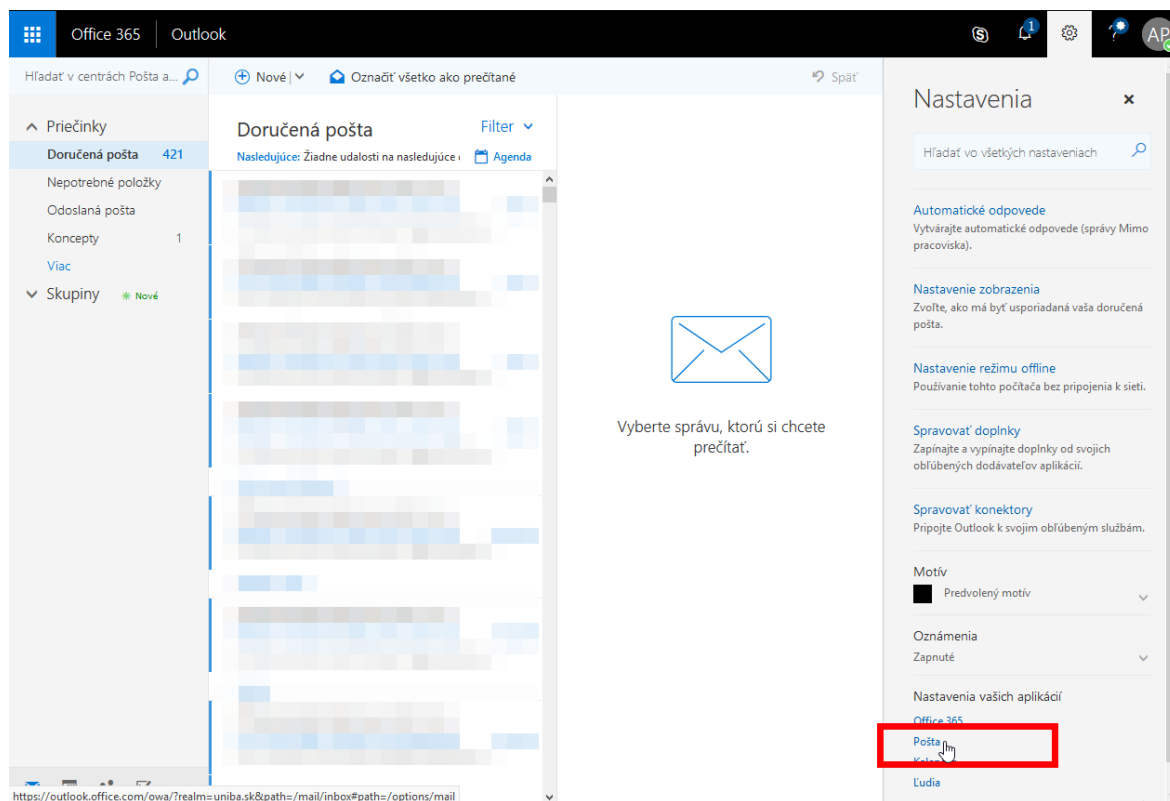 Office 365
Outlook
1
AP
Hľadať v centrách Pošta a...
Nové
Označiť všetko ako prečítané
Späť
Priečinky
Doručená pošta 421
Nepotrebné položky
Odoslaná pošta
Koncepty 1
Viac
Skupiny
Nové
Doručená pošta
Filter
Nasledujúce: Žiadne udalosti na nasledujúce
Agenda
Vyberte správu, ktorú si chcete
prečítať.
Nastavenia
Hľadať vo všetkých nastaveniach
Automatické odpovede
Vytvárajte automatické odpovede (správy Mimo
pracoviska).
Nastavenie zobrazenia
Zvoľte, ako má byť usporiadaná vaša doručená
pošta.
Nastavenie režimu offline
Používanie tohto počítača bez pripojenia k sieti.
Spravovať doplnky
Zapínajte a vypínajte doplnky od svojich
obľúbených dodávateľov aplikácií.
Spravovať konektory
Pripojte Outlook k svojim obľúbeným službám.
Motív
Predvolený motív
Oznámenia
Zapnuté
Nastavenia vašich aplikácií
Office 365
Pošta
Ľudia
https://outlook.office.com/owa/?realm=uniba.sk&path=/mail/inbox#path=/options/mail